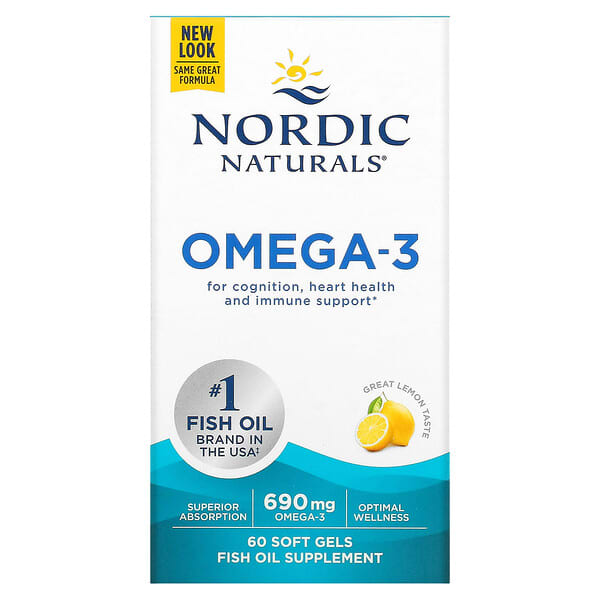 NEW
LOOK
SAME GREAT
FORMULA
NORDIC
NATURALS®
OMEGA-3
for cognition, heart health
and immune support*
#1
FISH OIL
BRAND IN
THE USA‡
GREAT LEMON TASTE
SUPERIOR
ABSORPTION
690 mg
OMEGA-3
OPTIMAL
WELLNESS
60 SOFT GELS
FISH OIL SUPPLEMENT